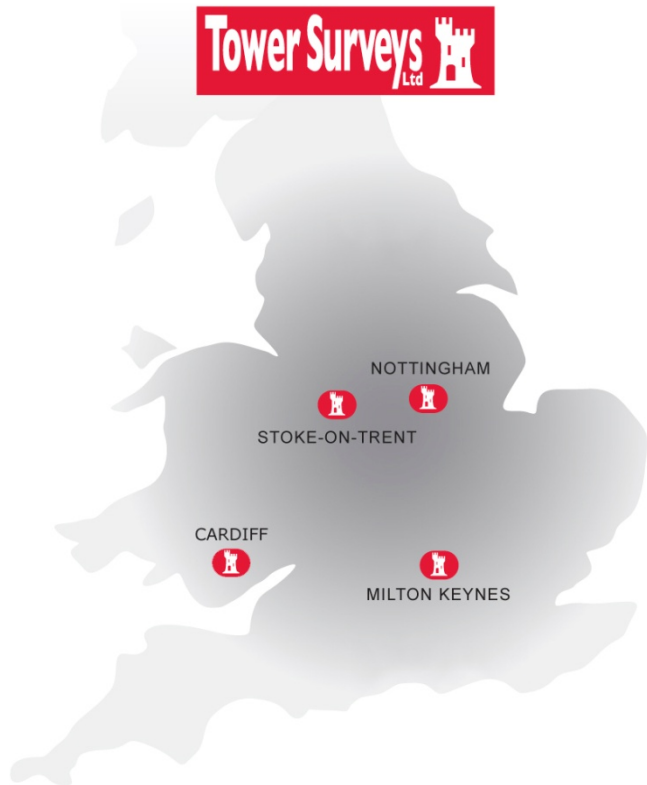 Tower Surveys
Ltd
NOTTINGHAM
STOKE-ON-TRENT
CARDIFF
MILTON KEYNES